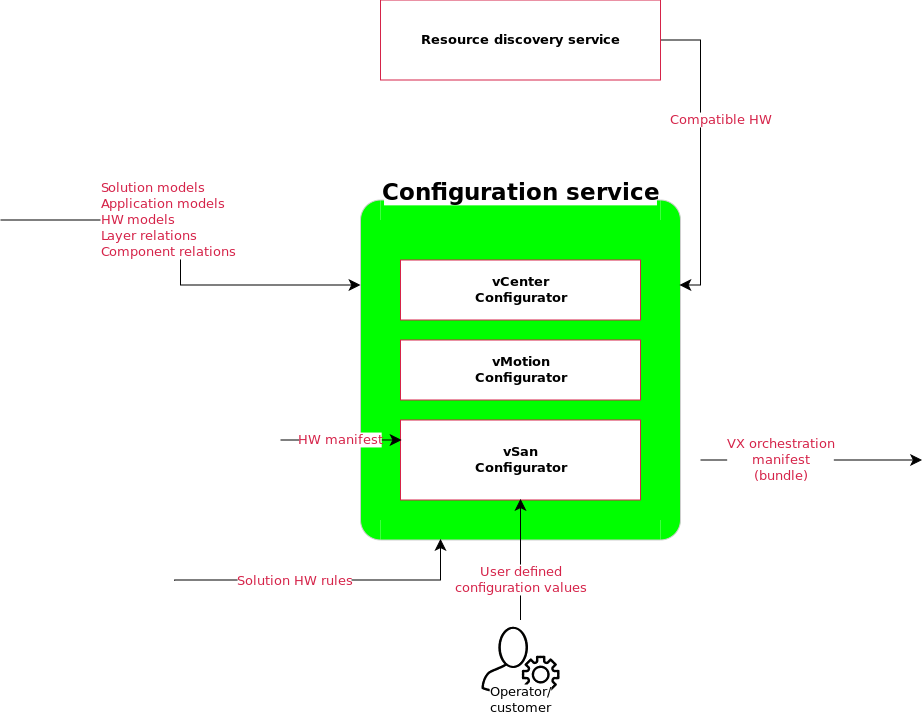 Resource discovery service
Compatible HW
Configuration service
Solution models
Application models
HW models
Layer relations
Component relations
vCenter
Configurator
vMotion
Configurator
HW manifest
vSan
Configurator
VX orchestration
manifest
(bundle)
Solution HW rules
User defined
configuration values
Operator/
customer